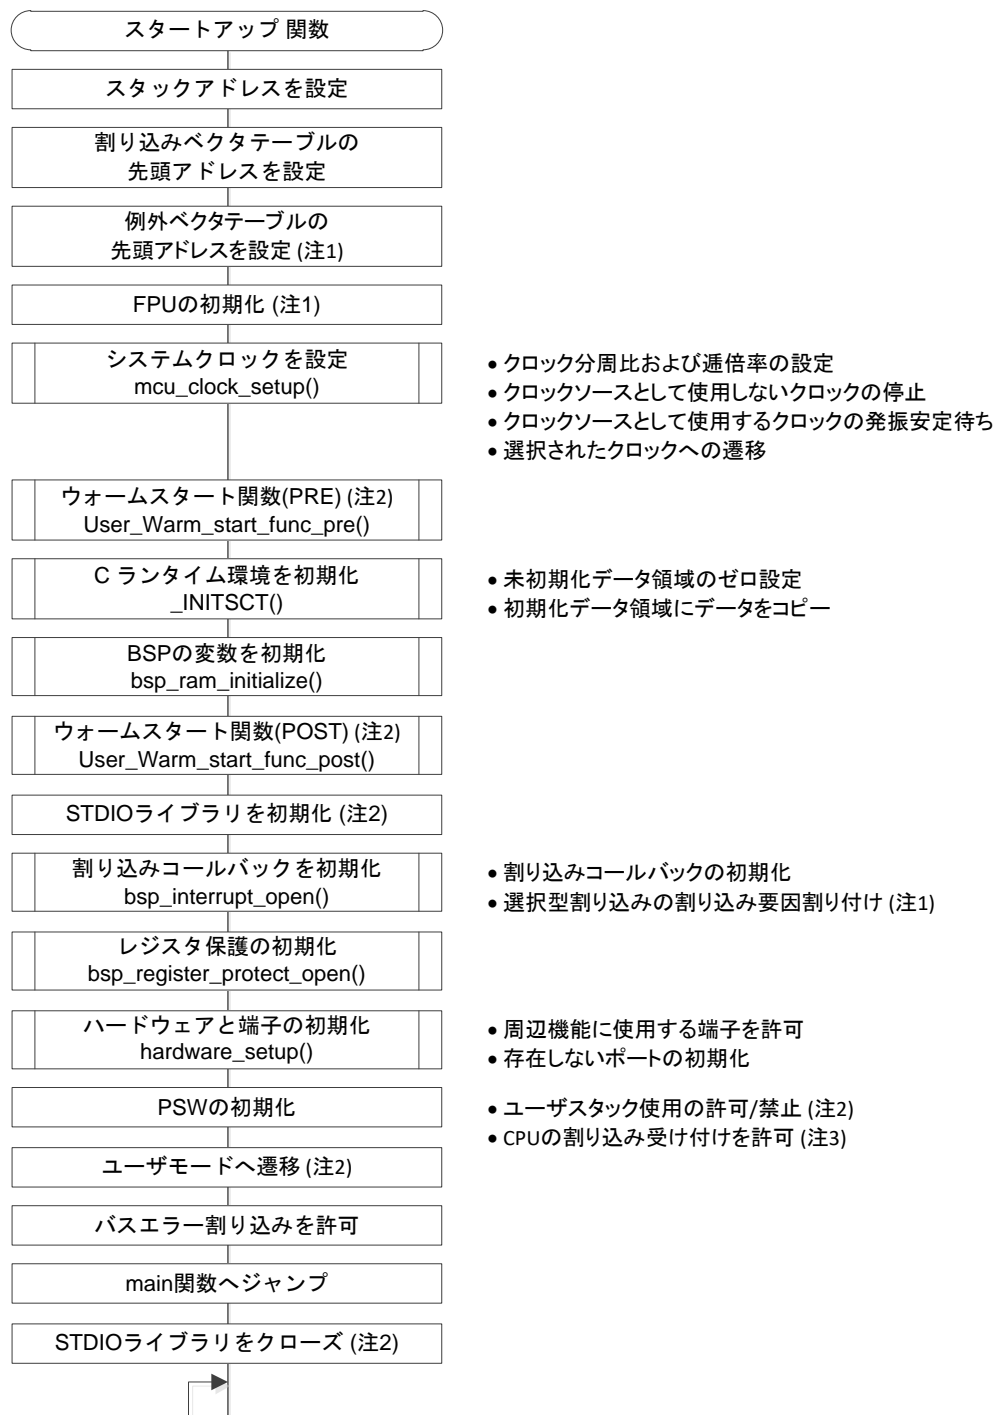 スタートアップ 関数
スタックアドレスを設定
割り込みベクタテーブルの
先頭アドレスを設定
例外ベクタテーブルの
先頭アドレスを設定 (注1)
FPUの初期化 (注1)
システムクロックを設定
mcu_clock_setup()
• クロック分周比および逓倍率の設定
• クロックソースとして使用しないクロックの停止
• クロックソースとして使用するクロックの発振安定待ち
• 選択されたクロックへの遷移
ウォームスタート関数(PRE) (注2)
User_Warm_start_func_pre()
C ランタイム環境を初期化
_INITSCT()
• 未初期化データ領域のゼロ設定
• 初期化データ領域にデータをコピー
BSPの変数を初期化
bsp_ram_initialize()
ウォームスタート関数(POST) (注2)
User_Warm_start_func_post()
STDIOライブラリを初期化 (注2)
割り込みコールバックを初期化
bsp_interrupt_open()
• 割り込みコールバックの初期化
• 選択型割り込みの割り込み要因割り付け (注1)
レジスタ保護の初期化
bsp_register_protect_open()
ハードウェアと端子の初期化
hardware_setup()
• 周辺機能に使用する端子を許可
• 存在しないポートの初期化
PSWの初期化
• ユーザスタック使用の許可/禁止 (注2)
• CPUの割り込み受け付けを許可 (注3)
ユーザモードへ遷移 (注2)
バスエラー割り込みを許可
main関数へジャンプ
STDIOライブラリをクローズ (注2)